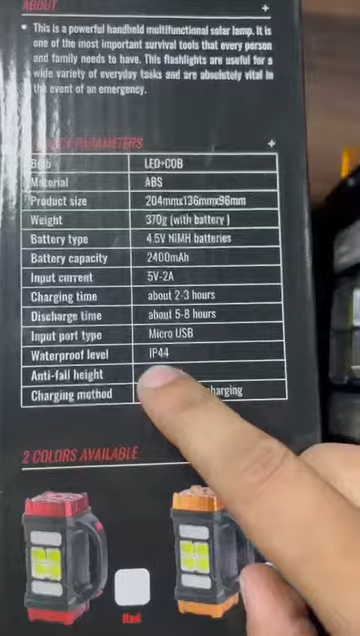 ABOUT +
This is a powerful handheld multifunctional solar lamp. It is
one of the most important survival tools that every person
and family needs to have. This flashlights are useful for a
wide variety of everyday tasks and are absolutely vital in
the event of an emergency.
PARAMETERS +
Bulb LED+COB
Material ABS
Product size 204mmx136mmx96mm
Weight 370g (with battery )
Battery type 4.5V NIMH batteries
Battery capacity 2400mAh
Input current 5V-2A
Charging time about 2-3 hours
Discharge time about 5-8 hours
Input port type Micro USB
Waterproof level IP44
Anti-fall height
Charging method charging
2 COLORS AVAILABLE
Red